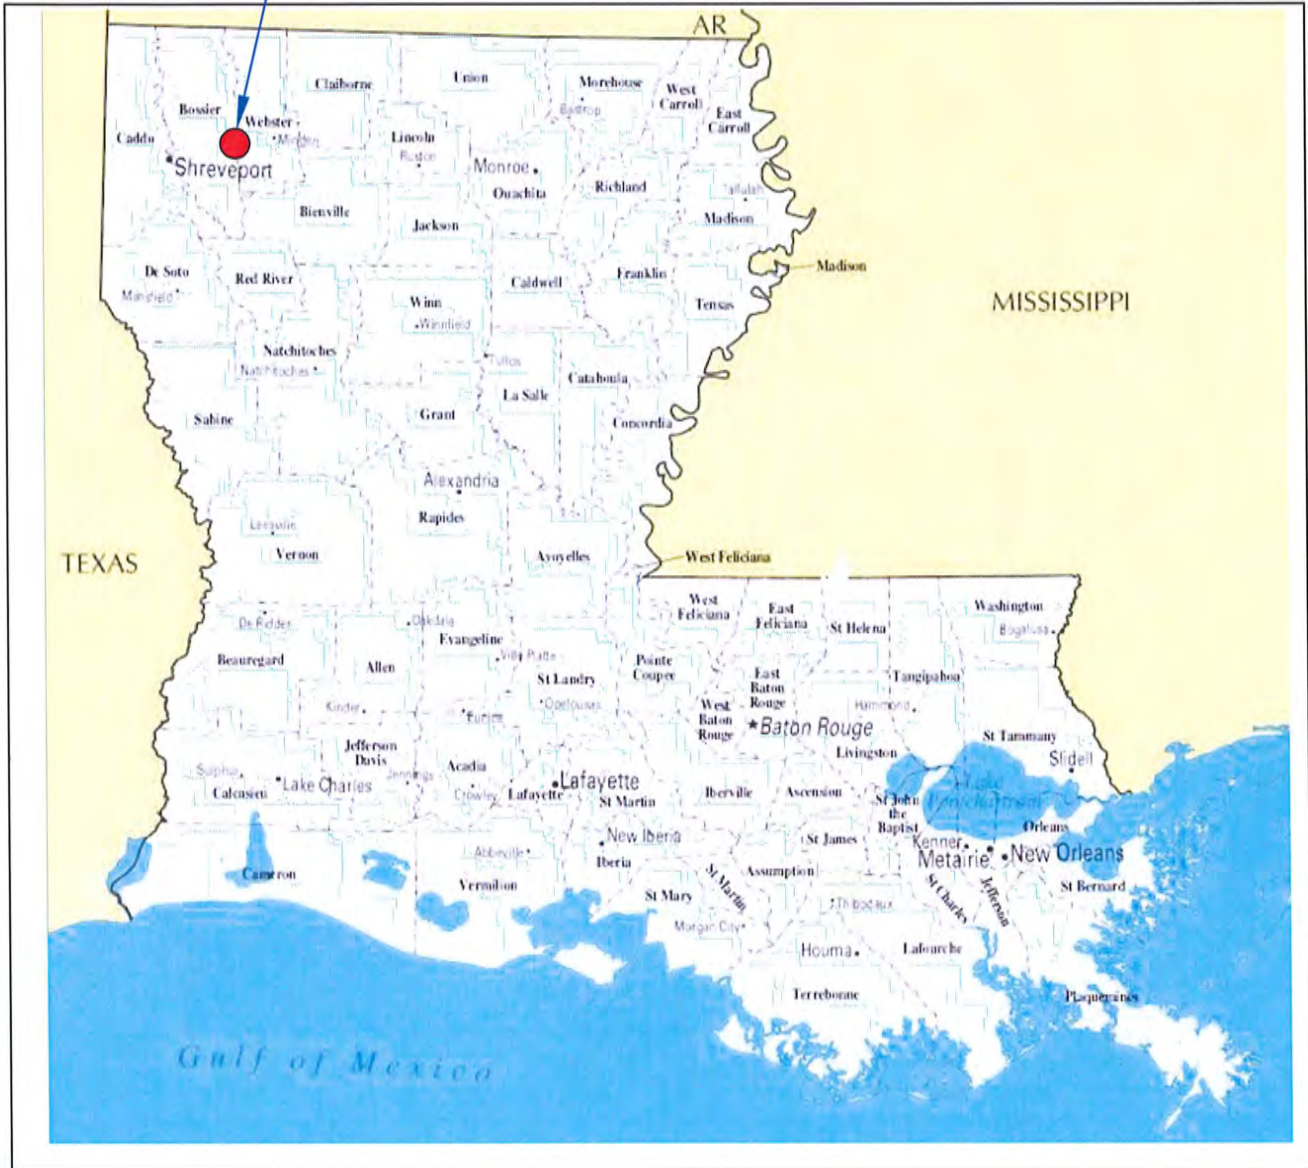 AR
Claiborne
Union
Morehouse
West
Carroll
East
Carroll
Bossier
Webster
Bastrop
Caddo
Minden
Lincoln
Ruston
Shreveport
Monroe
Ouachita
Richland
Tallulah
Bienville
Jackson
Madison
De Soto
Red River
Caldwell
Franklin
Madison
Mansfield
Winn
Tensas
MISSISSIPPI
Winnfield
Natchitoches
Natchitoches
Tullos
La Salle
Catahoula
Sabine
Grant
Concordia
Alexandria
Rapides
Leesville
Vernon
Avoyelles
TEXAS
West Feliciana
West
Feliciana
East
Feliciana
St Helena
Washington
Bogalusa
De Ridder
Oakdale
Evangeline
Ville Platte
Beauregard
Allen
Pointe
Coupee
St Landry
Opelousas
East
Baton
Rouge
Tangipahoa
Hammond
West
Baton
Rouge
Baton Rouge
Kinder
Eunice
St Tammany
Slidell
Livingston
Jefferson
Davis
Jennings
Acadia
Crowley
Lafayette
Lafayette
Sulphur
Calcasieu
Lake Charles
St Martin
Iberville
Ascension
St John
the
Baptist
Lake
Pontchartrain
Orleans
New Iberia
Iberia
St James
Kenner
Metairie
New Orleans
Abbeville
Cameron
Vermilion
Assumption
St Mary
St Martin
St Charles
Jefferson
St Bernard
Thibodaux
Morgan City
Houma
Lafourche
Terrebonne
Plaquemines
Gulf of Mexico